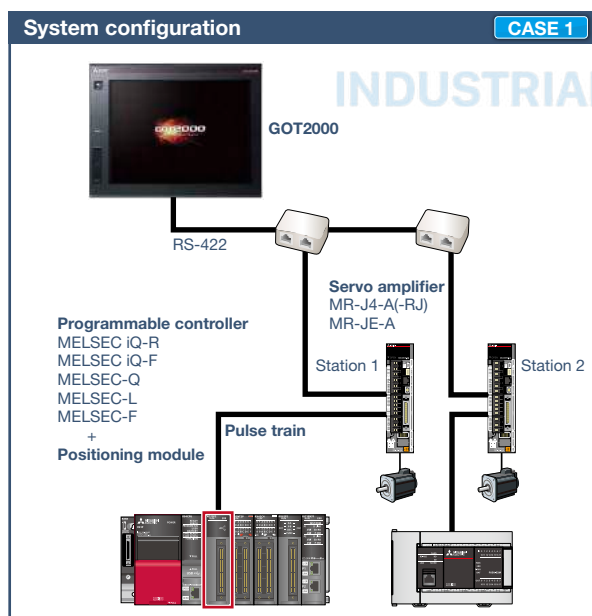 System configuration
CASE 1
INDUSTRIAL
GOT2000
GOT2000
RS-422
Servo amplifier
MR-J4-A(-RJ)
MR-JE-A
Programmable controller
MELSEC iQ-R
MELSEC iQ-F
MELSEC-Q
MELSEC-L
MELSEC-F
+
Positioning module
Station 1
Station 2
Pulse train